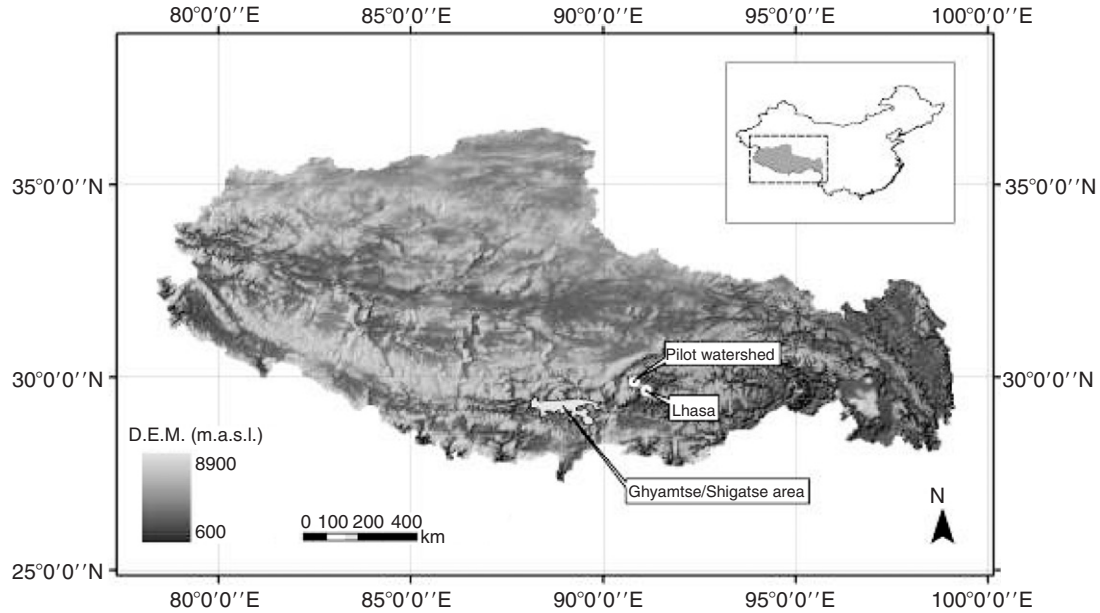 80°0′0′′E 85°0′0′′E 90°0′0′′E 95°0′0′′E 100°0′0′′E
35°0′0′′N 35°0′0′′N
Pilot watershed
30°0′0′′N 30°0′0′′N
Lhasa
D.E.M. (m.a.s.l.)
8900
Ghyamtse/Shigatse area
N
600
0 100 200 400
km
25°0′0′′N 25°0′0′′N
80°0′0′′E 85°0′0′′E 90°0′0′′E 95°0′0′′E 100°0′0′′E